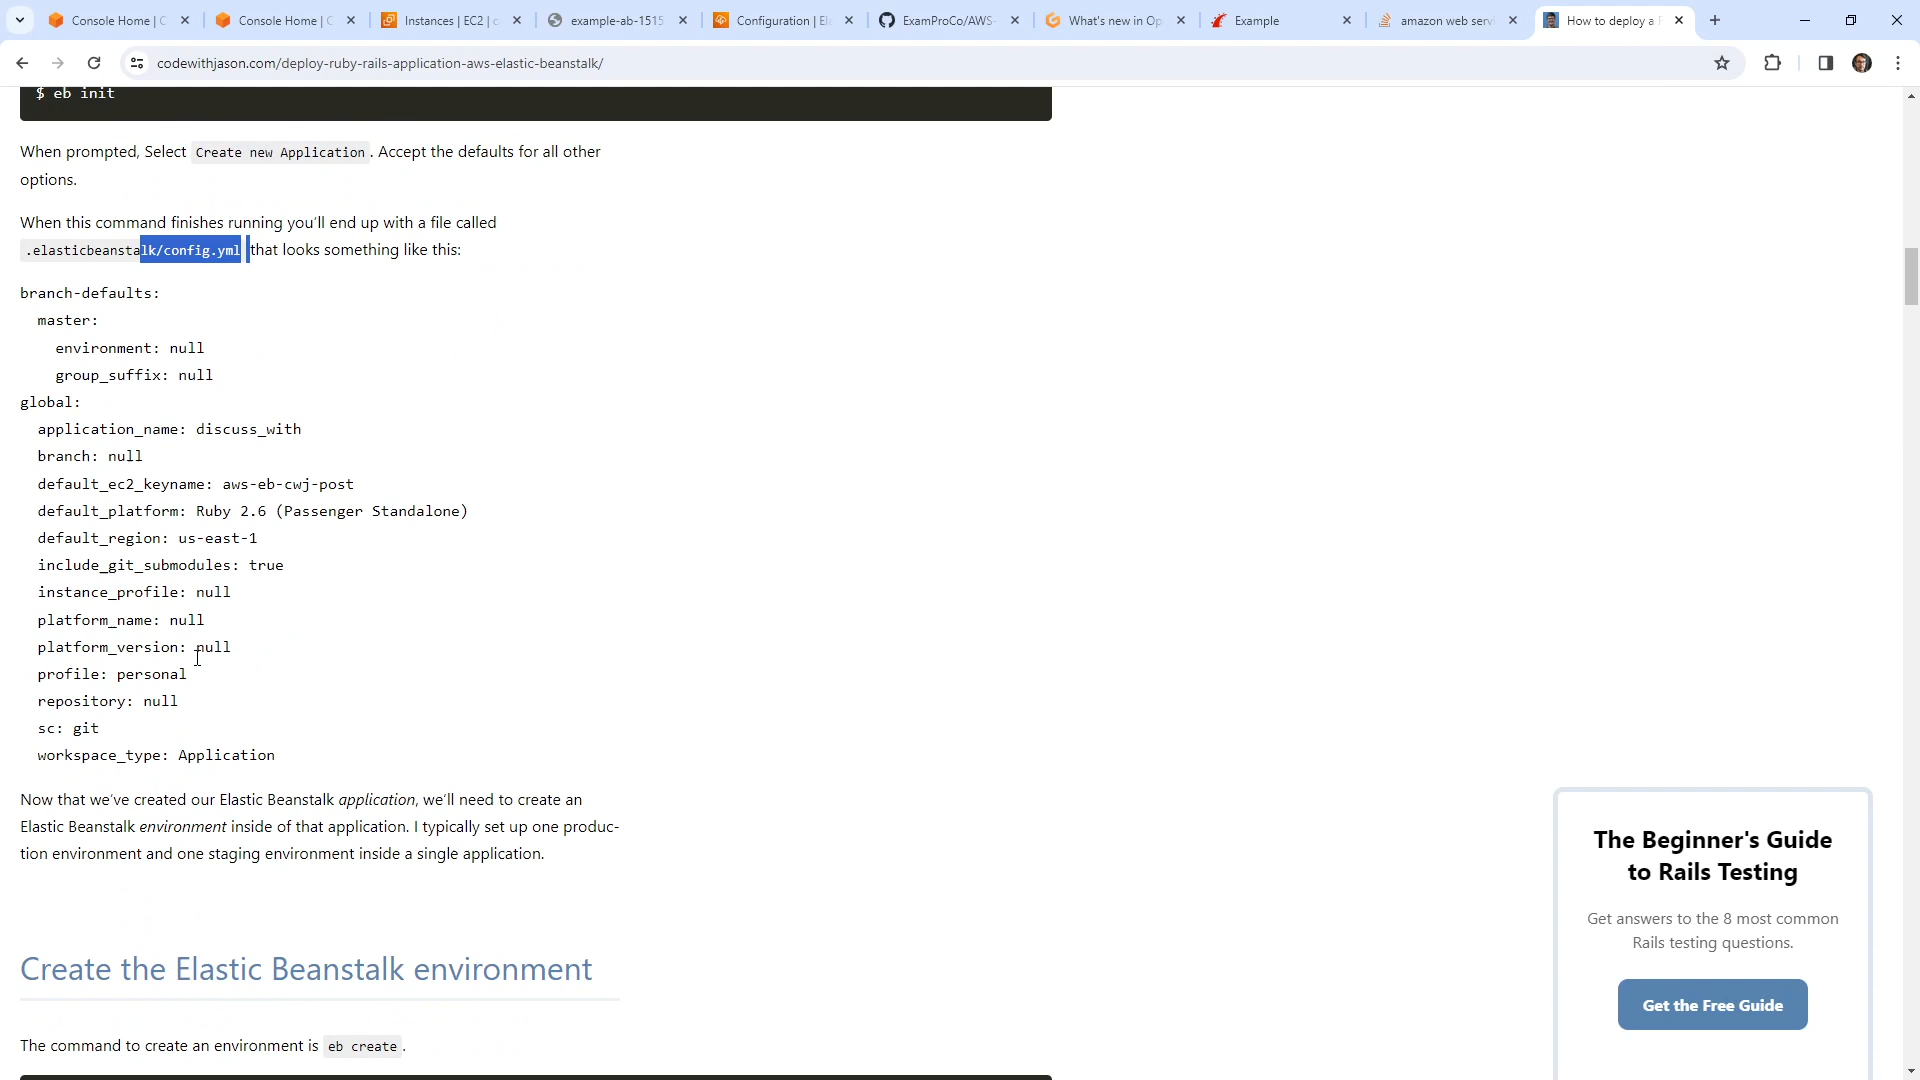 Console Home | C
Console Home | C
Instances | EC2 | c
example-ab-1515
Configuration | El
ExamProCo/AWS-
What's new in Op
Example
amazon web servi
How to deploy a
codewithjason.com/deploy-ruby-rails-application-aws-elastic-beanstalk/
$ eb init
When prompted, Select Create new Application. Accept the defaults for all other
options.
When this command finishes running you'll end up with a file called
.elasticbeanstalk/config.yml that looks something like this:
branch-defaults:
master:
environment: null
group_suffix: null
global:
application_name: discuss_with
branch: null
default_ec2_keyname: aws-eb-cwj-post
default_platform: Ruby 2.6 (Passenger Standalone)
default_region: us-east-1
include_git_submodules: true
instance_profile: null
platform_name: null
platform_version: null
profile: personal
repository: null
sc: git
workspace_type: Application
Now that we've created our Elastic Beanstalk application, we'll need to create an
Elastic Beanstalk environment inside of that application. I typically set up one produc-
tion environment and one staging environment inside a single application.
The Beginner's Guide
to Rails Testing
Get answers to the 8 most common
Rails testing questions.
Get the Free Guide
Create the Elastic Beanstalk environment
The command to create an environment is eb create.